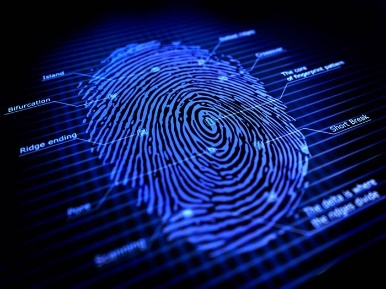 Crossover
Island
The core
of fingerprint pattern
Bifurcation
Short Break
Ridge ending
Pore
The delta is where
the ridges divide
Scanning